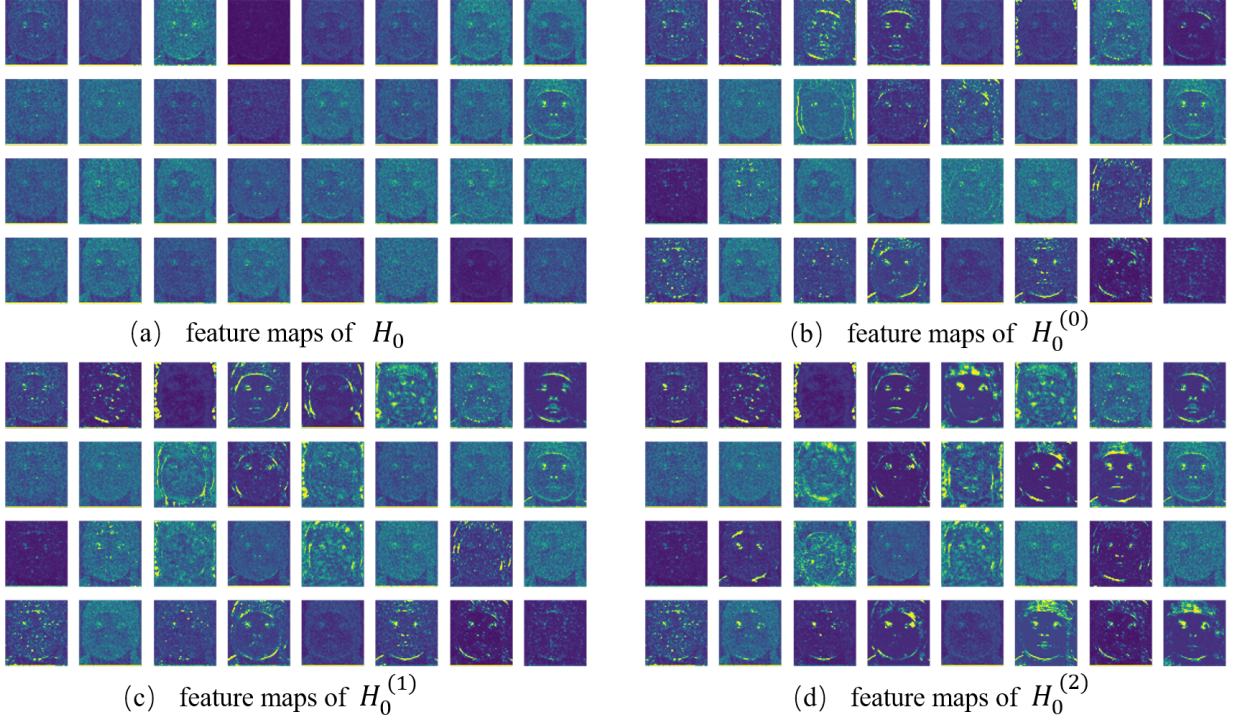 (a) feature maps of H₀
(b) feature maps of H₀⁽⁰⁾
(c) feature maps of H₀⁽¹⁾
(d) feature maps of H₀⁽²⁾